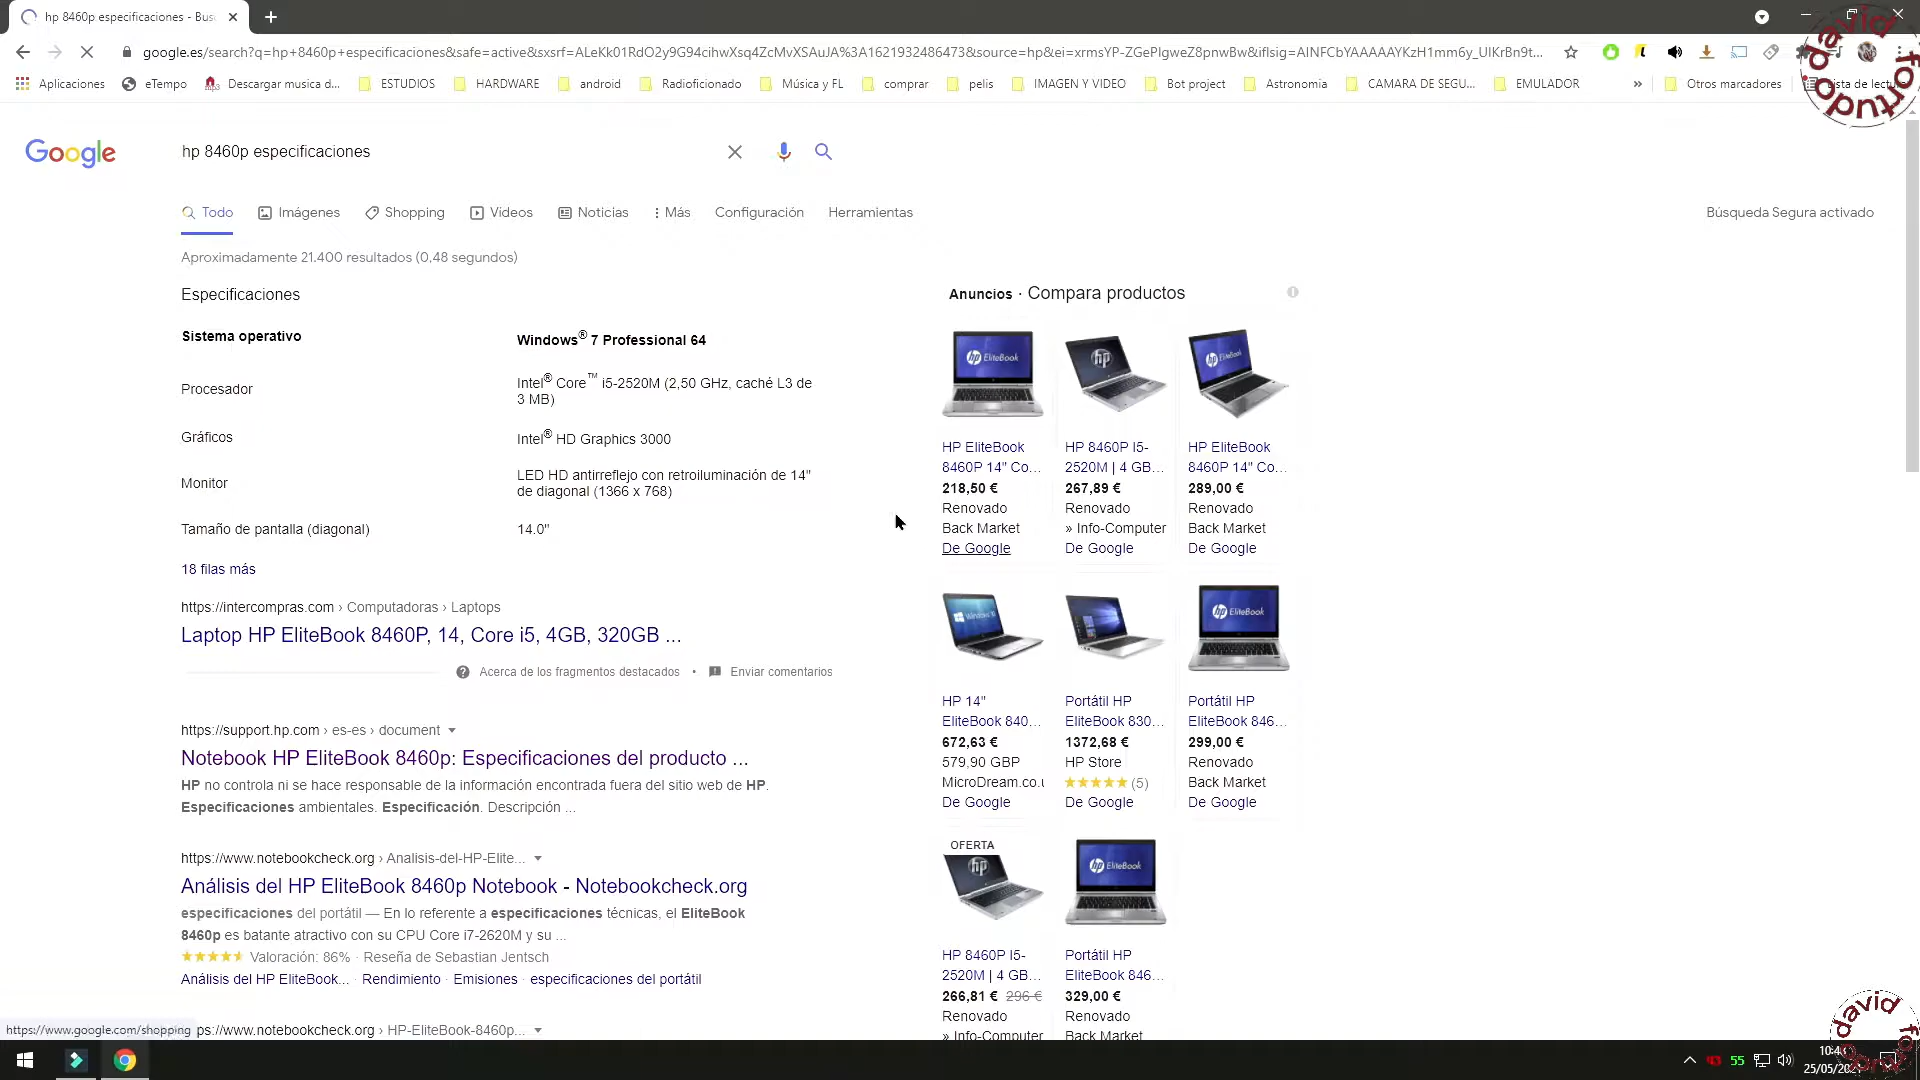 hp 8460p especificaciones - Bus
google.es/search?q=hp+8460p+especificaciones&safe=active&sxsrf=ALeKk01RdO2y9G94cihwXsq4ZcMvXSAuJA%3A1621932486473&source=hp&ei=xrmsYP-ZGePIgweZ8pnwBw&iflsig=AINFCbYAAAAAYKzH1mm6y_UIKrBn9t...
Aplicaciones
eTempo
Descargar musica d...
ESTUDIOS
HARDWARE
android
Radioficionado
Música y FL
comprar
pelis
IMAGEN Y VIDEO
Bot project
Astronomia
CAMARA DE SEGU...
EMULADOR
»
Otros marcadores
Lista de lectura
david
fortudo
Google
hp 8460p especificaciones
Todo
Imágenes
Shopping
Vídeos
Noticias
Más
Configuración
Herramientas
Búsqueda Segura activado
Aproximadamente 21.400 resultados (0,48 segundos)
Especificaciones
Sistema operativo
Windows® 7 Professional 64
Procesador
Intel® Core™ i5-2520M (2,50 GHz, caché L3 de
3 MB)
Gráficos
Intel® HD Graphics 3000
Monitor
LED HD antirreflejo con retroiluminación de 14"
de diagonal (1366 x 768)
Tamaño de pantalla (diagonal)
14.0"
18 filas más
https://intercompras.com › Computadoras › Laptops
Laptop HP EliteBook 8460P, 14, Core i5, 4GB, 320GB ...
Acerca de los fragmentos destacados • Enviar comentarios
https://support.hp.com › es-es › document
Notebook HP EliteBook 8460p: Especificaciones del producto ...
HP no controla ni se hace responsable de la información encontrada fuera del sitio web de HP.
Especificaciones ambientales. Especificación. Descripción ...
https://www.notebookcheck.org › Analisis-del-HP-Elite...
Análisis del HP EliteBook 8460p Notebook - Notebookcheck.org
especificaciones del portátil — En lo referente a especificaciones técnicas, el EliteBook
8460p es batante atractivo con su CPU Core i7-2620M y su ...
Valoración: 86% · Reseña de Sebastian Jentsch
Análisis del HP EliteBook... · Rendimiento · Emisiones · especificaciones del portátil
ps://www.notebookcheck.org › HP-EliteBook-8460p...
https://www.google.com/shopping
Anuncios · Compara productos
HP EliteBook
8460P 14" Co...
218,50 €
Renovado
Back Market
De Google
HP 8460P I5-
2520M | 4 GB...
267,89 €
Renovado
» Info-Computer
De Google
HP EliteBook
8460P 14" Co...
289,00 €
Renovado
Back Market
De Google
HP 14"
EliteBook 840...
672,63 €
579,90 GBP
MicroDream.co.u
De Google
Portátil HP
EliteBook 830...
1372,68 €
HP Store
(5)
De Google
Portátil HP
EliteBook 846...
299,00 €
Renovado
Back Market
De Google
OFERTA
HP 8460P I5-
2520M | 4 GB...
266,81 € 296 €
Renovado
» Info-Computer
Portátil HP
EliteBook 846...
329,00 €
Renovado
Back Market
55
david